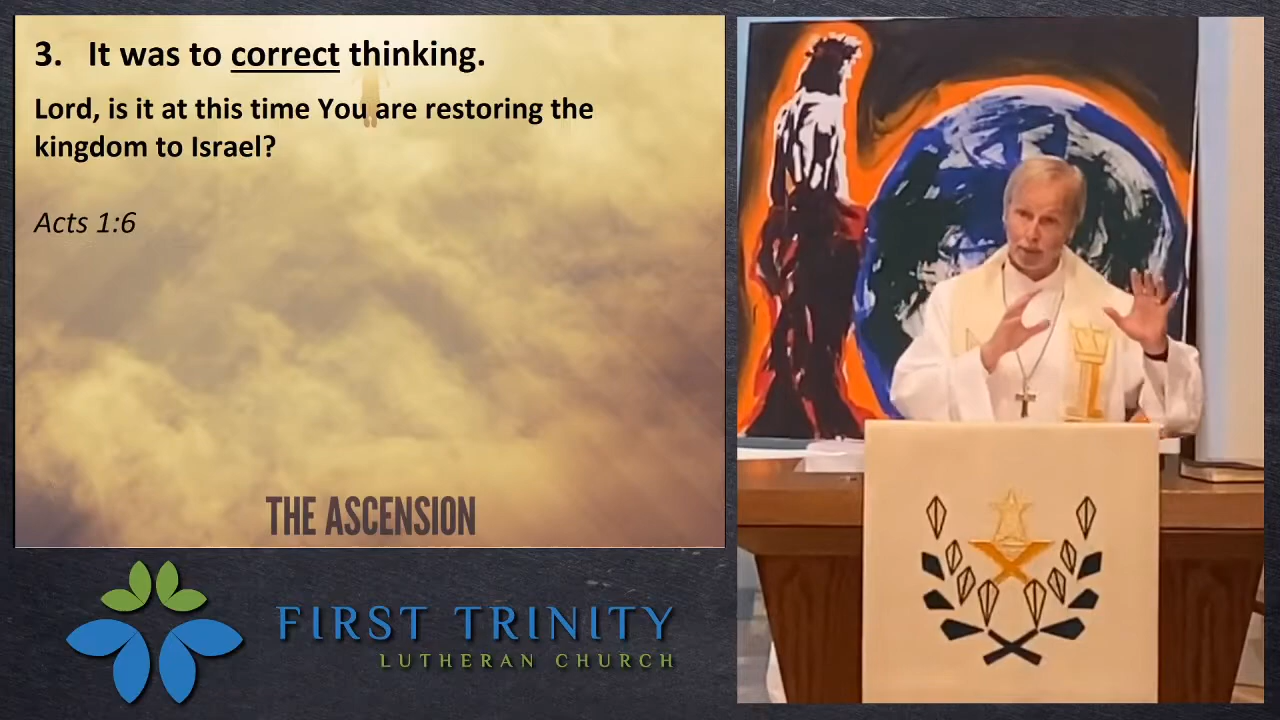 3. It was to correct thinking.
Lord, is it at this time You are restoring the
kingdom to Israel?
Acts 1:6
THE ASCENSION
FIRST TRINITY
LUTHERAN CHURCH